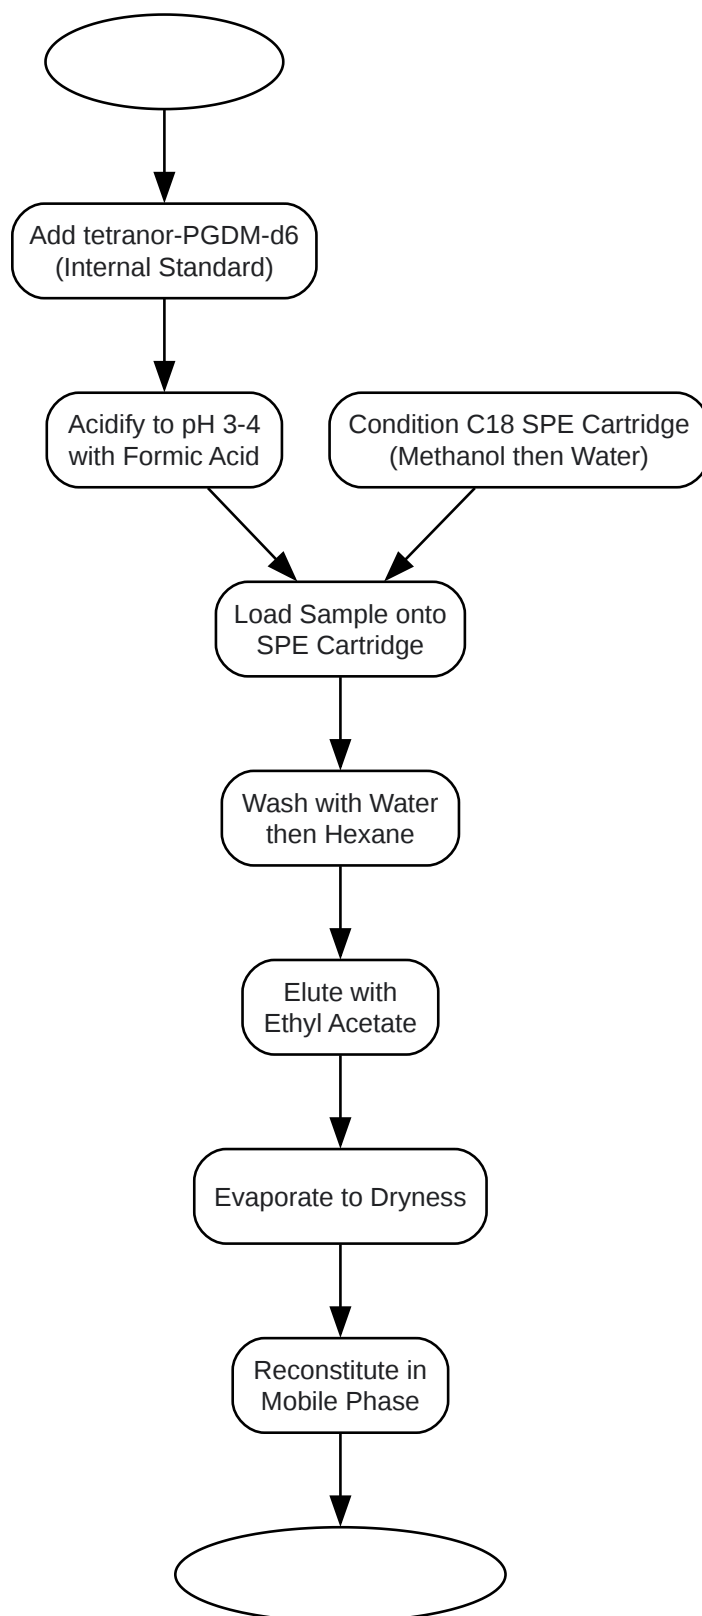 Add tetranor-PGDM-d6
(Internal Standard)
Acidify to pH 3-4
with Formic Acid
Condition C18 SPE Cartridge
(Methanol then Water)
Load Sample onto
SPE Cartridge
Wash with Water
then Hexane
Elute with
Ethyl Acetate
Evaporate to Dryness
Reconstitute in
Mobile Phase